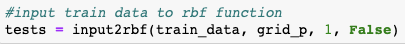 #input train data to rbf function
tests = input2rbf(train_data, grid_p, 1, False)